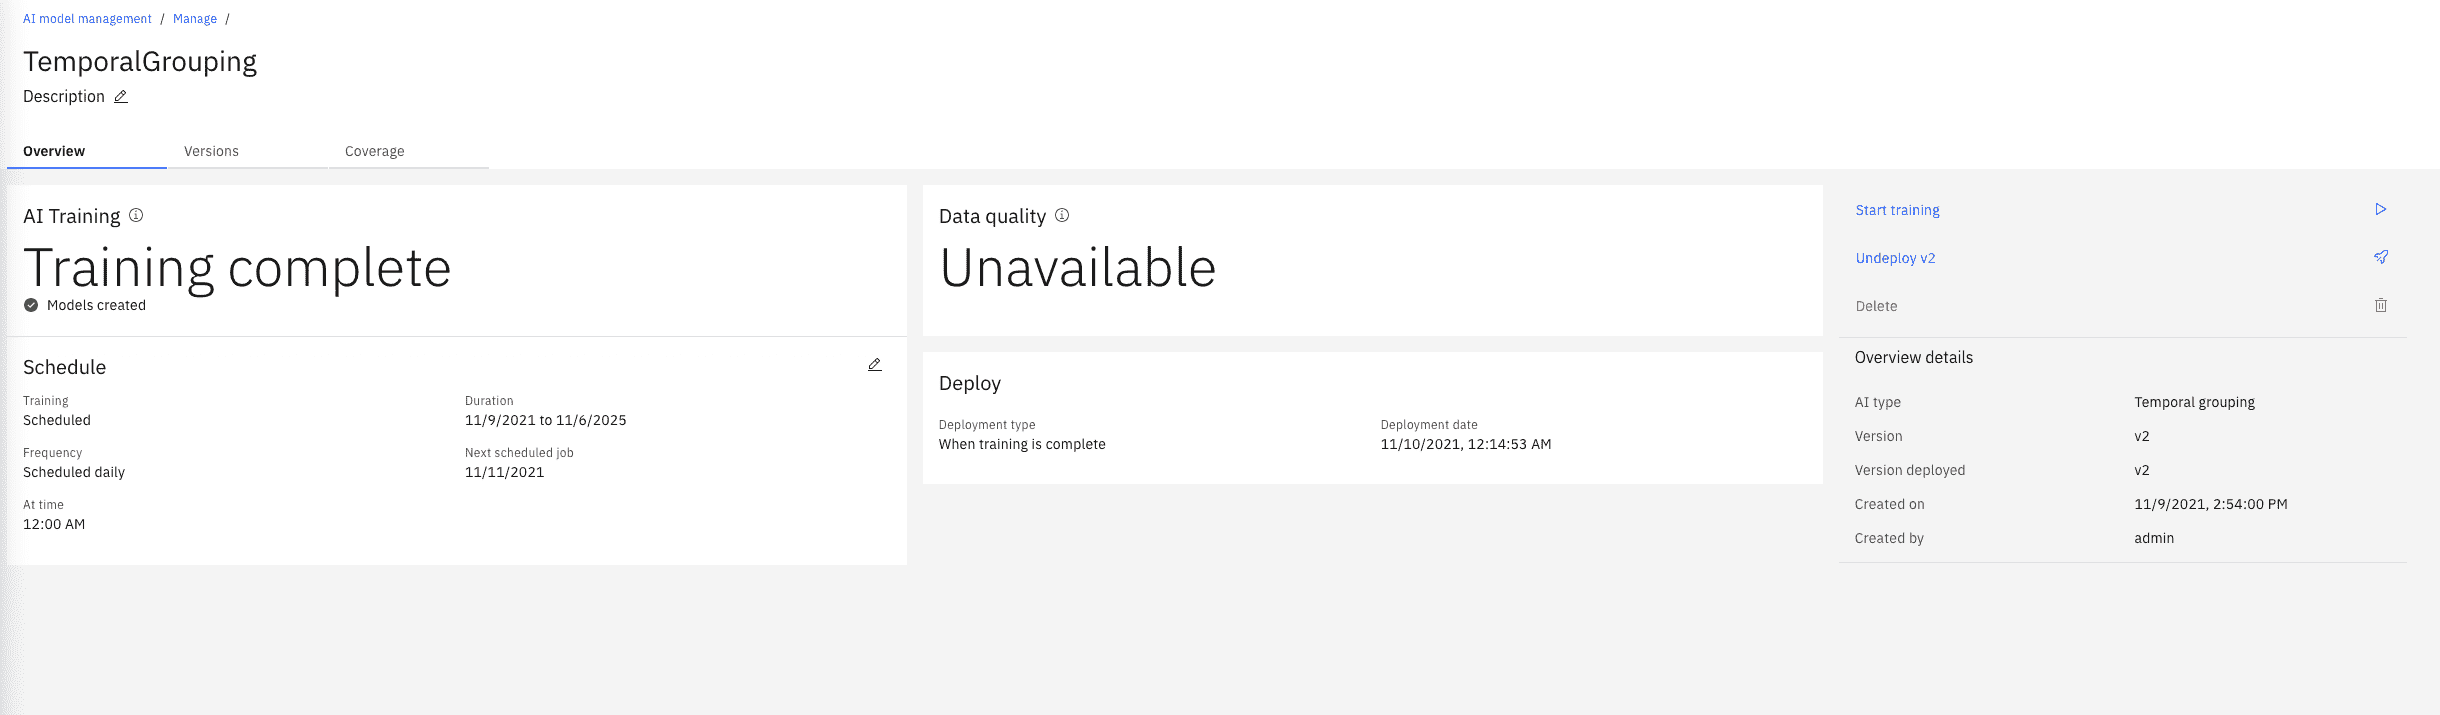 AI model management / Manage /
TemporalGrouping
Description
Overview Versions Coverage
AI Training
Training complete
Models created
Schedule
Training
Scheduled
Duration
11/9/2021 to 11/6/2025
Frequency
Scheduled daily
Next scheduled job
11/11/2021
At time
12:00 AM
Data quality
Unavailable
Deploy
Deployment type
When training is complete
Deployment date
11/10/2021, 12:14:53 AM
Start training
Undeploy v2
Delete
Overview details
AI type Temporal grouping
Version v2
Version deployed v2
Created on 11/9/2021, 2:54:00 PM
Created by admin